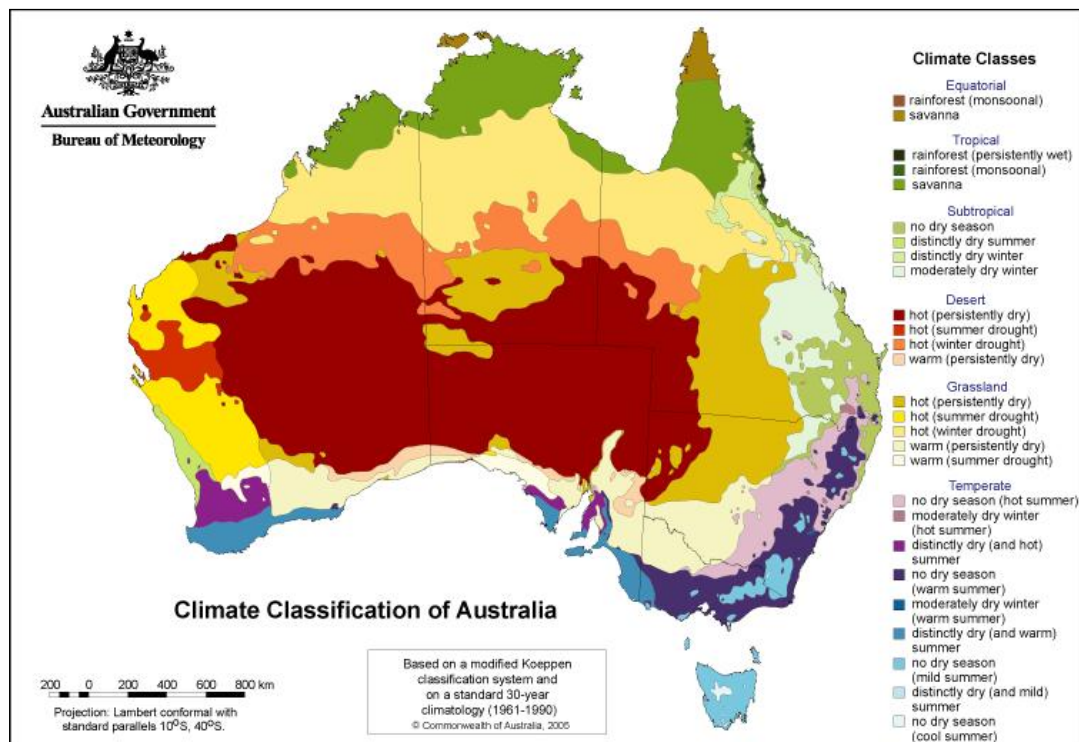 Australian Government
Bureau of Meteorology
Climate Classes
Equatorial
rainforest (monsoonal)
savanna
Tropical
rainforest (persistently wet)
rainforest (monsoonal)
savanna
Subtropical
no dry season
distinctly dry summer
distinctly dry winter
moderately dry winter
Desert
hot (persistently dry)
hot (summer drought)
hot (winter drought)
warm (persistently dry)
Grassland
hot (persistently dry)
hot (summer drought)
hot (winter drought)
warm (persistently dry)
warm (summer drought)
Temperate
no dry season (hot summer)
moderately dry winter
(hot summer)
distinctly dry (and hot)
summer
no dry season
(warm summer)
moderately dry winter
(warm summer)
distinctly dry (and warm)
summer
no dry season
(mild summer)
distinctly dry (and mild)
summer
no dry season
(cool summer)
Climate Classification of Australia
Based on a modified Koeppen
classification system and
on a standard 30-year
climatology (1961-1990)
© Commonwealth of Australia, 2005
200 0 200 400 600 800 km
Projection: Lambert conformal with
standard parallels 10⁰S, 40⁰S.